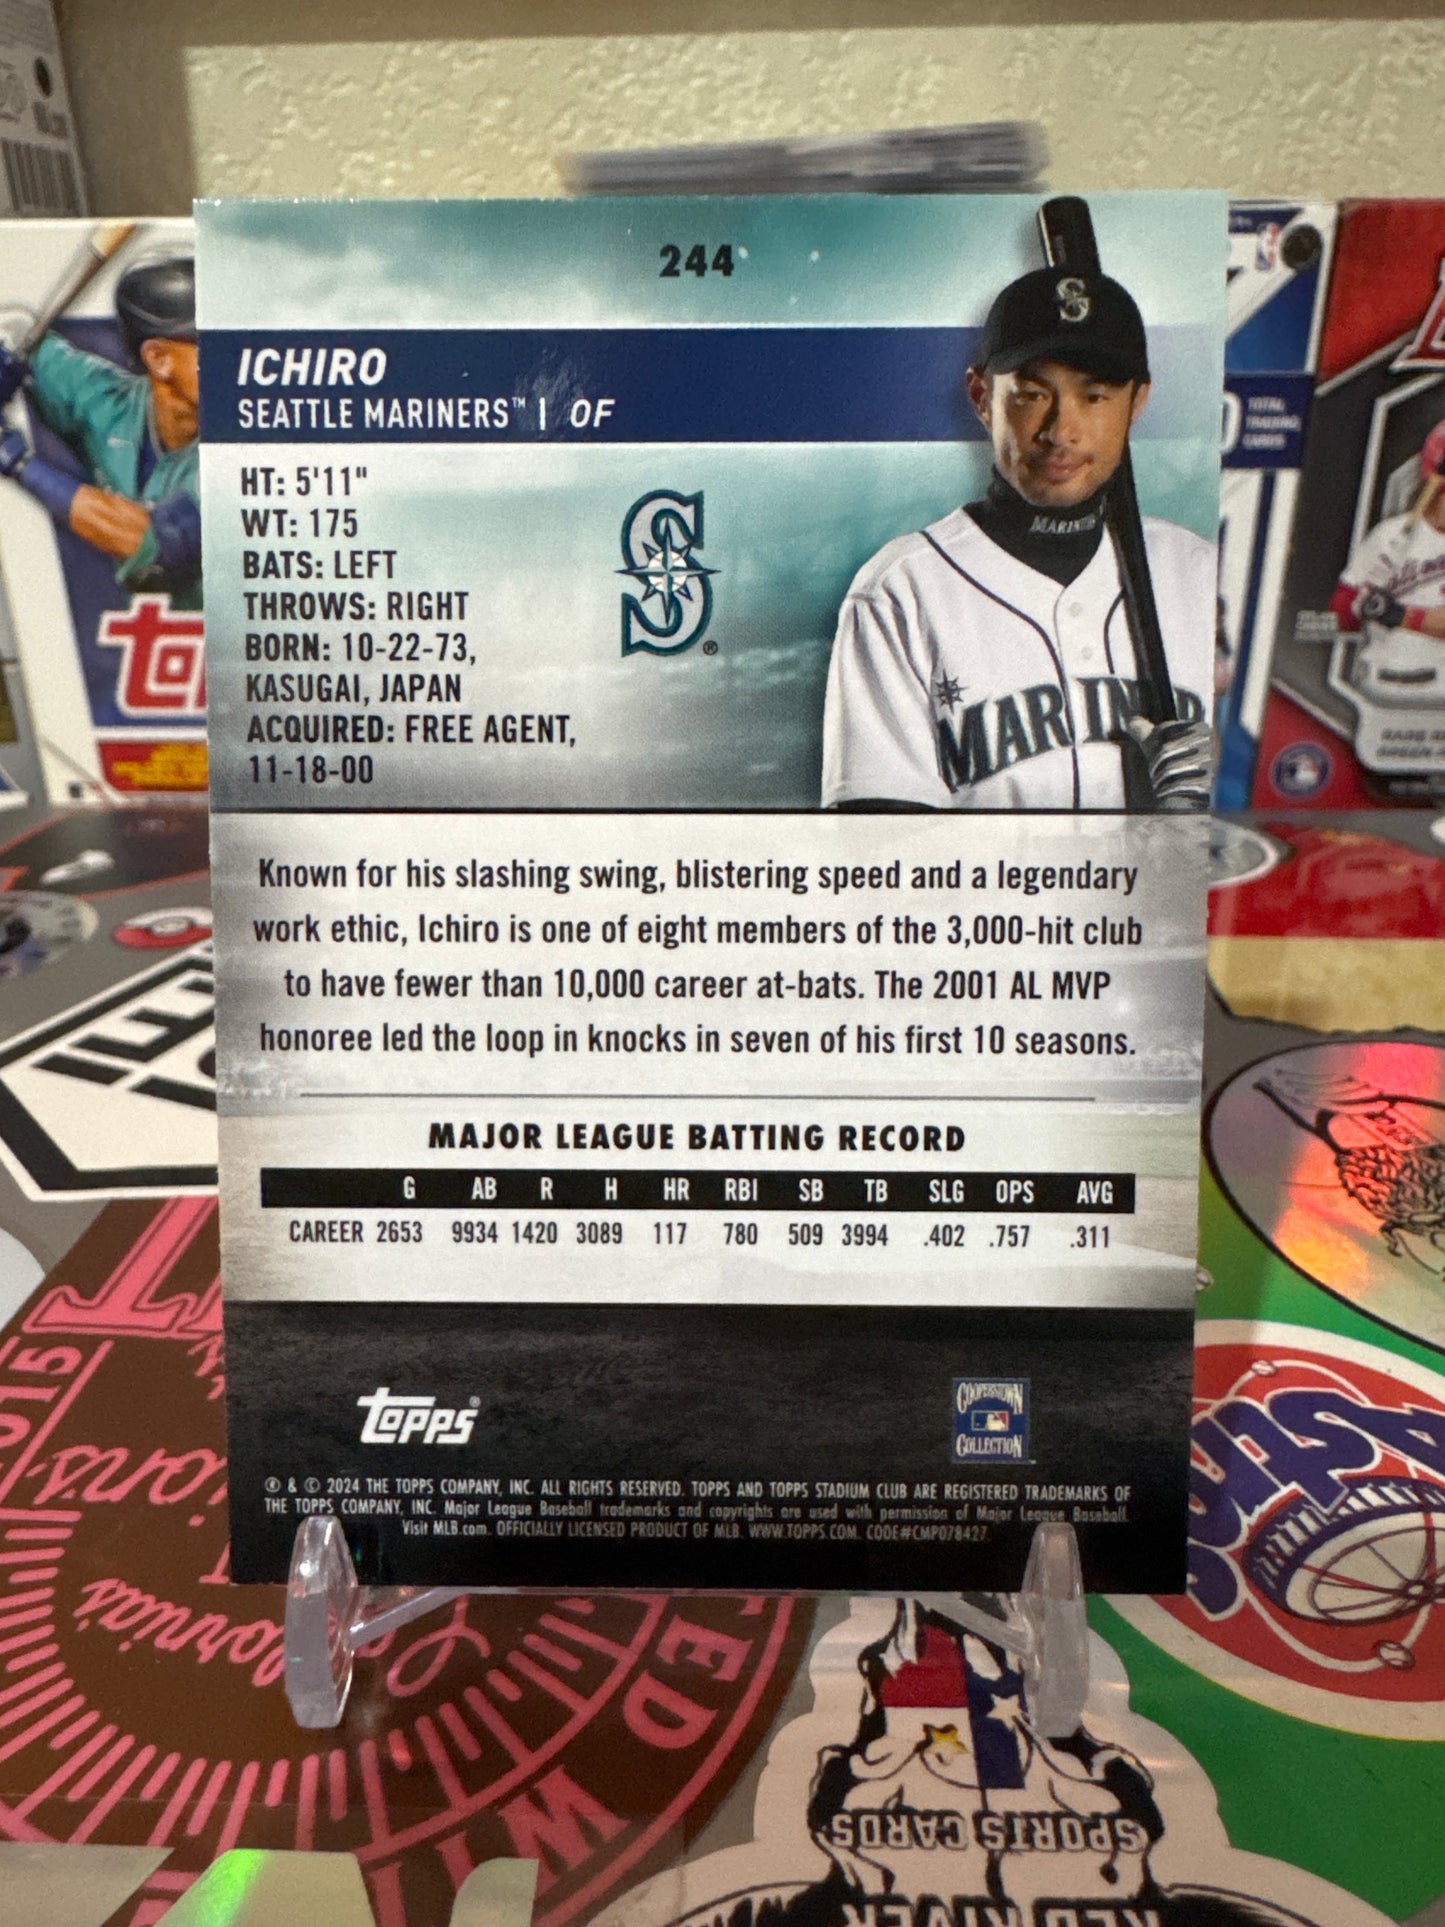 244
ICHIRO
SEATTLE MARINERS™ | OF
HT: 5'11"
WT: 175
BATS: LEFT
THROWS: RIGHT
BORN: 10-22-73,
KASUGAI, JAPAN
ACQUIRED: FREE AGENT,
11-18-00
S
®
S
MARINERS
Known for his slashing swing, blistering speed and a legendary
work ethic, Ichiro is one of eight members of the 3,000-hit club
to have fewer than 10,000 career at-bats. The 2001 AL MVP
honoree led the loop in knocks in seven of his first 10 seasons.
MAJOR LEAGUE BATTING RECORD
G AB R H HR RBI SB TB SLG OPS AVG
CAREER 2653 9934 1420 3089 117 780 509 3994 .402 .757 .311
topps®
COOPERSTOWN
COLLECTION
® & © 2024 THE TOPPS COMPANY, INC. ALL RIGHTS RESERVED. TOPPS AND TOPPS STADIUM CLUB ARE REGISTERED TRADEMARKS OF
THE TOPPS COMPANY, INC. Major League Baseball trademarks and copyrights are used with permission of Major League Baseball.
Visit MLB.com. OFFICIALLY LICENSED PRODUCT OF MLB. WWW.TOPPS.COM. CODE#CMP078427
TOTAL
TRADING
CARDS
SPORTS CARDS
RED RIVER